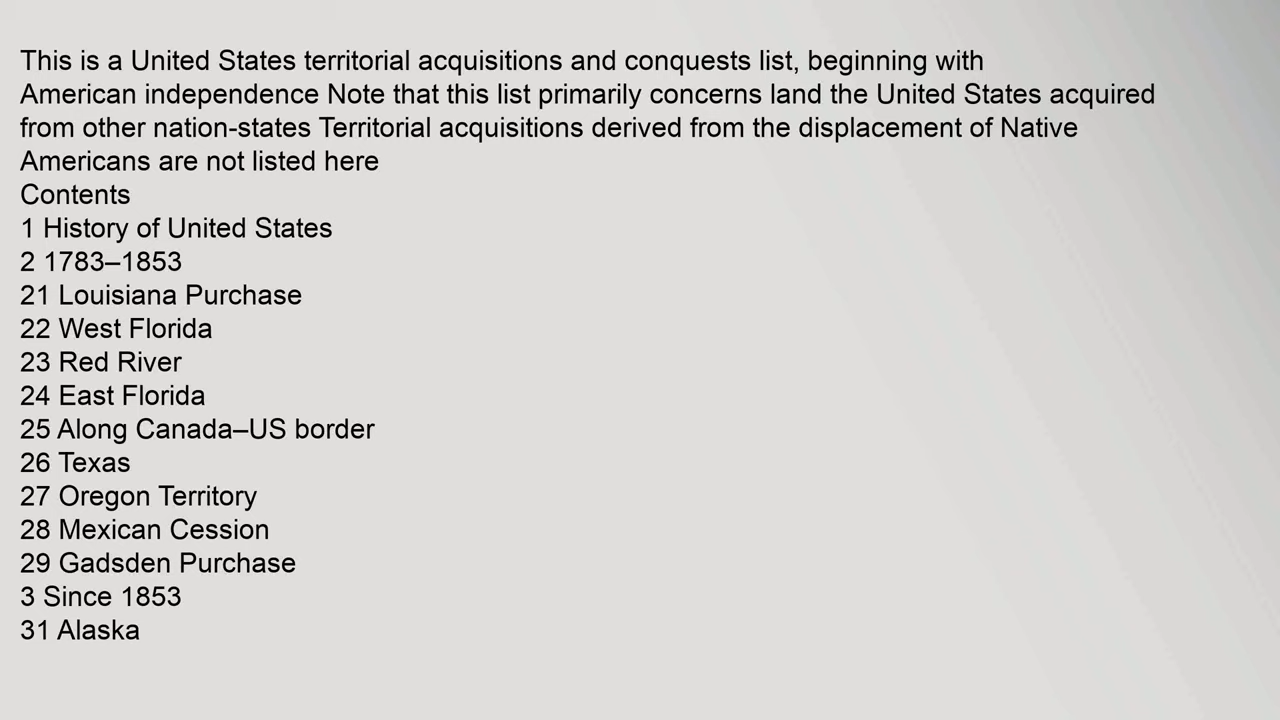 This is a United States territorial acquisitions and conquests list, beginning with
American independence Note that this list primarily concerns land the United States acquired
from other nation-states Territorial acquisitions derived from the displacement of Native
Americans are not listed here
Contents
1 History of United States
2 1783–1853
21 Louisiana Purchase
22 West Florida
23 Red River
24 East Florida
25 Along Canada–US border
26 Texas
27 Oregon Territory
28 Mexican Cession
29 Gadsden Purchase
3 Since 1853
31 Alaska